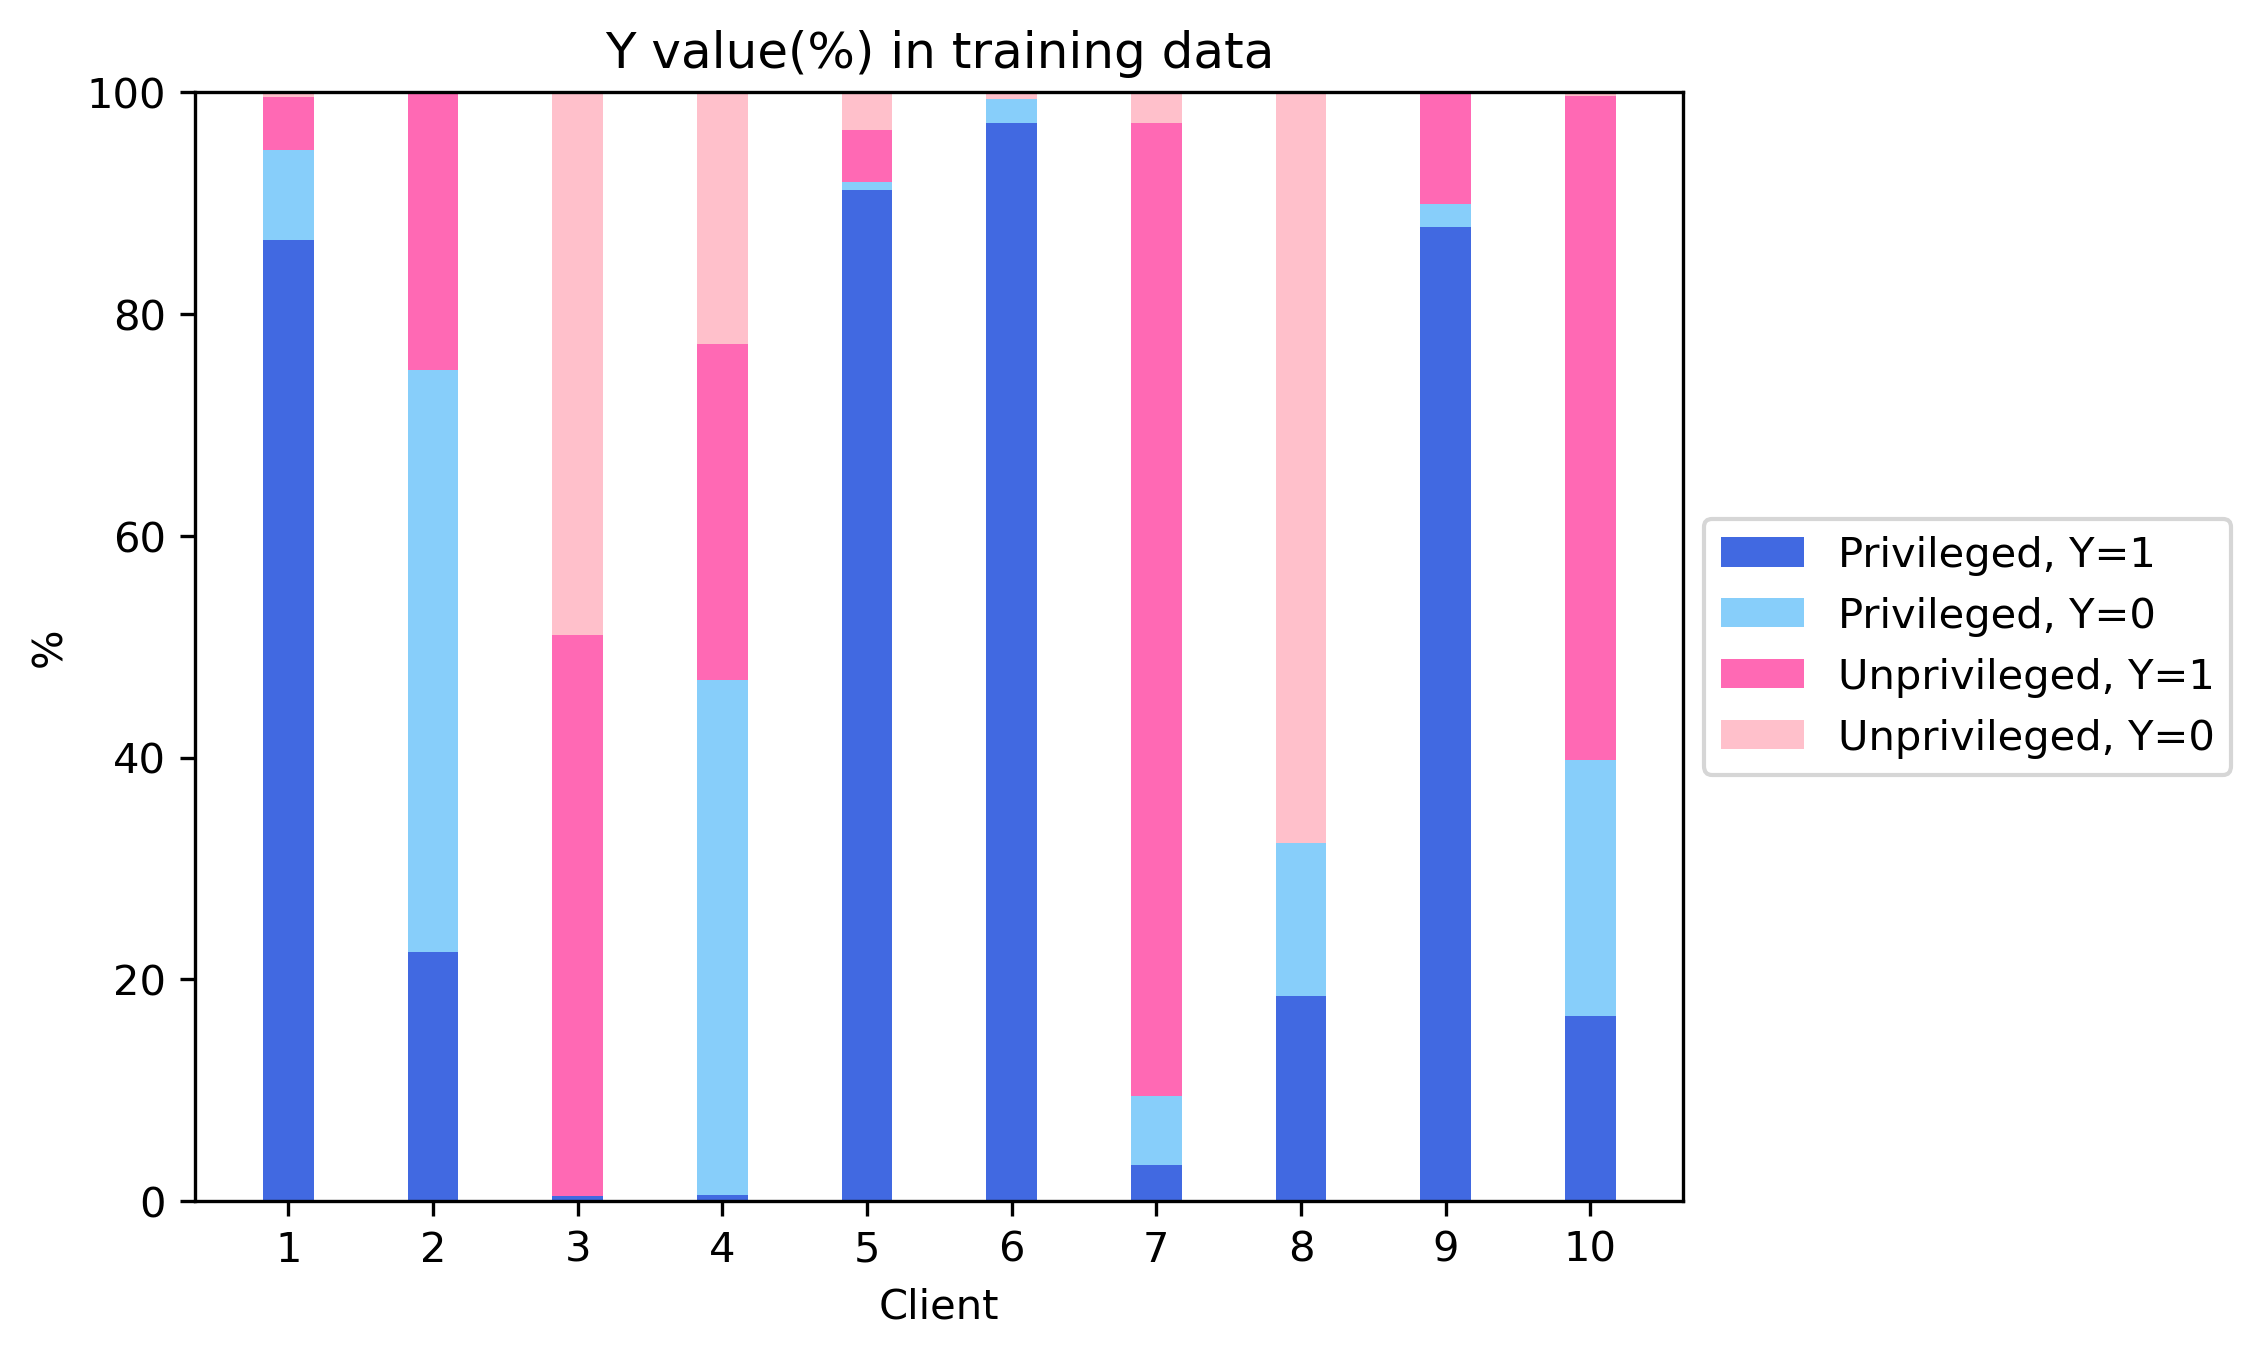 Y value(%) in training data
100
80
60
40
20
0
%
1 2 3 4 5 6 7 8 9 10
Client
Privileged, Y=1
Privileged, Y=0
Unprivileged, Y=1
Unprivileged, Y=0